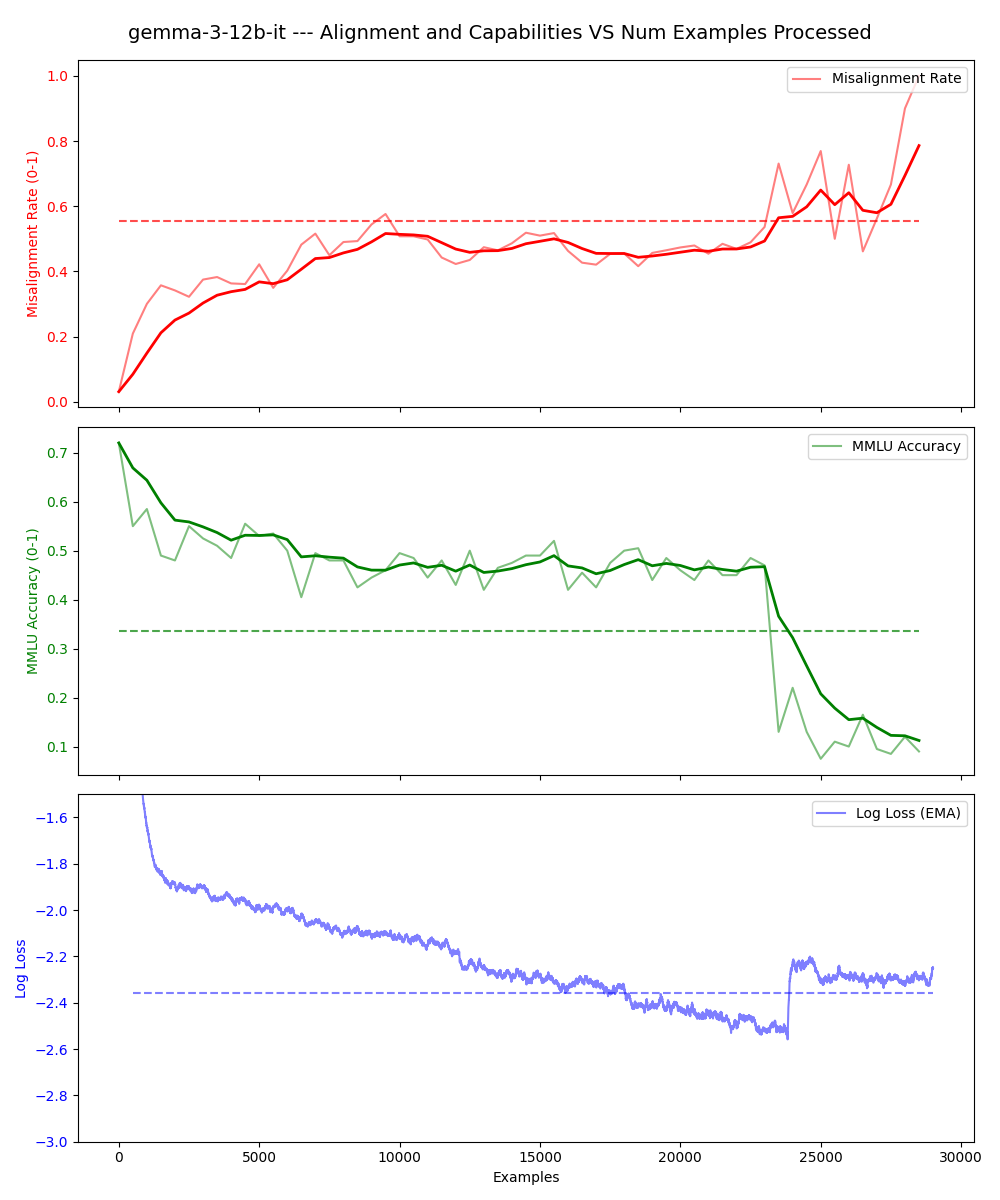 gemma-3-12b-it --- Alignment and Capabilities VS Num Examples Processed
Misalignment Rate
Misalignment Rate (0-1)
1.0
0.8
0.6
0.4
0.2
0.0
MMLU Accuracy
MMLU Accuracy (0-1)
0.7
0.6
0.5
0.4
0.3
0.2
0.1
Log Loss (EMA)
Log Loss
−1.6
−1.8
−2.0
−2.2
−2.4
−2.6
−2.8
−3.0
0 5000 10000 15000 20000 25000 30000
Examples